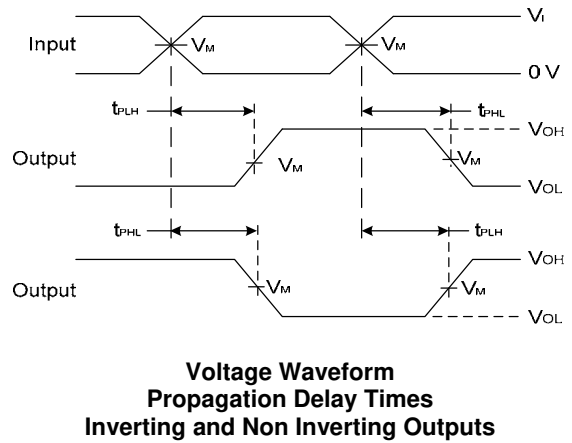 VI
Input VM VM
0 V
tPLH tPHL
VOH
Output VM VM
VOL
tPHL tPLH
VOH
Output VM VM
VOL
Voltage Waveform
Propagation Delay Times
Inverting and Non Inverting Outputs